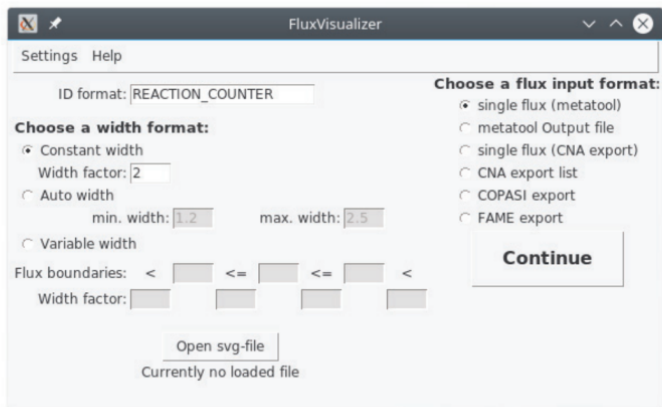 FluxVisualizer
Settings Help
ID format: REACTION_COUNTER
Choose a width format:
Constant width
Width factor: 2
Auto width
min. width: 1.2 max. width: 2.5
Variable width
Flux boundaries: < <= <= <
Width factor:
Open svg-file
Currently no loaded file
Choose a flux input format:
single flux (metatool)
metatool Output file
single flux (CNA export)
CNA export list
COPASI export
FAME export
Continue